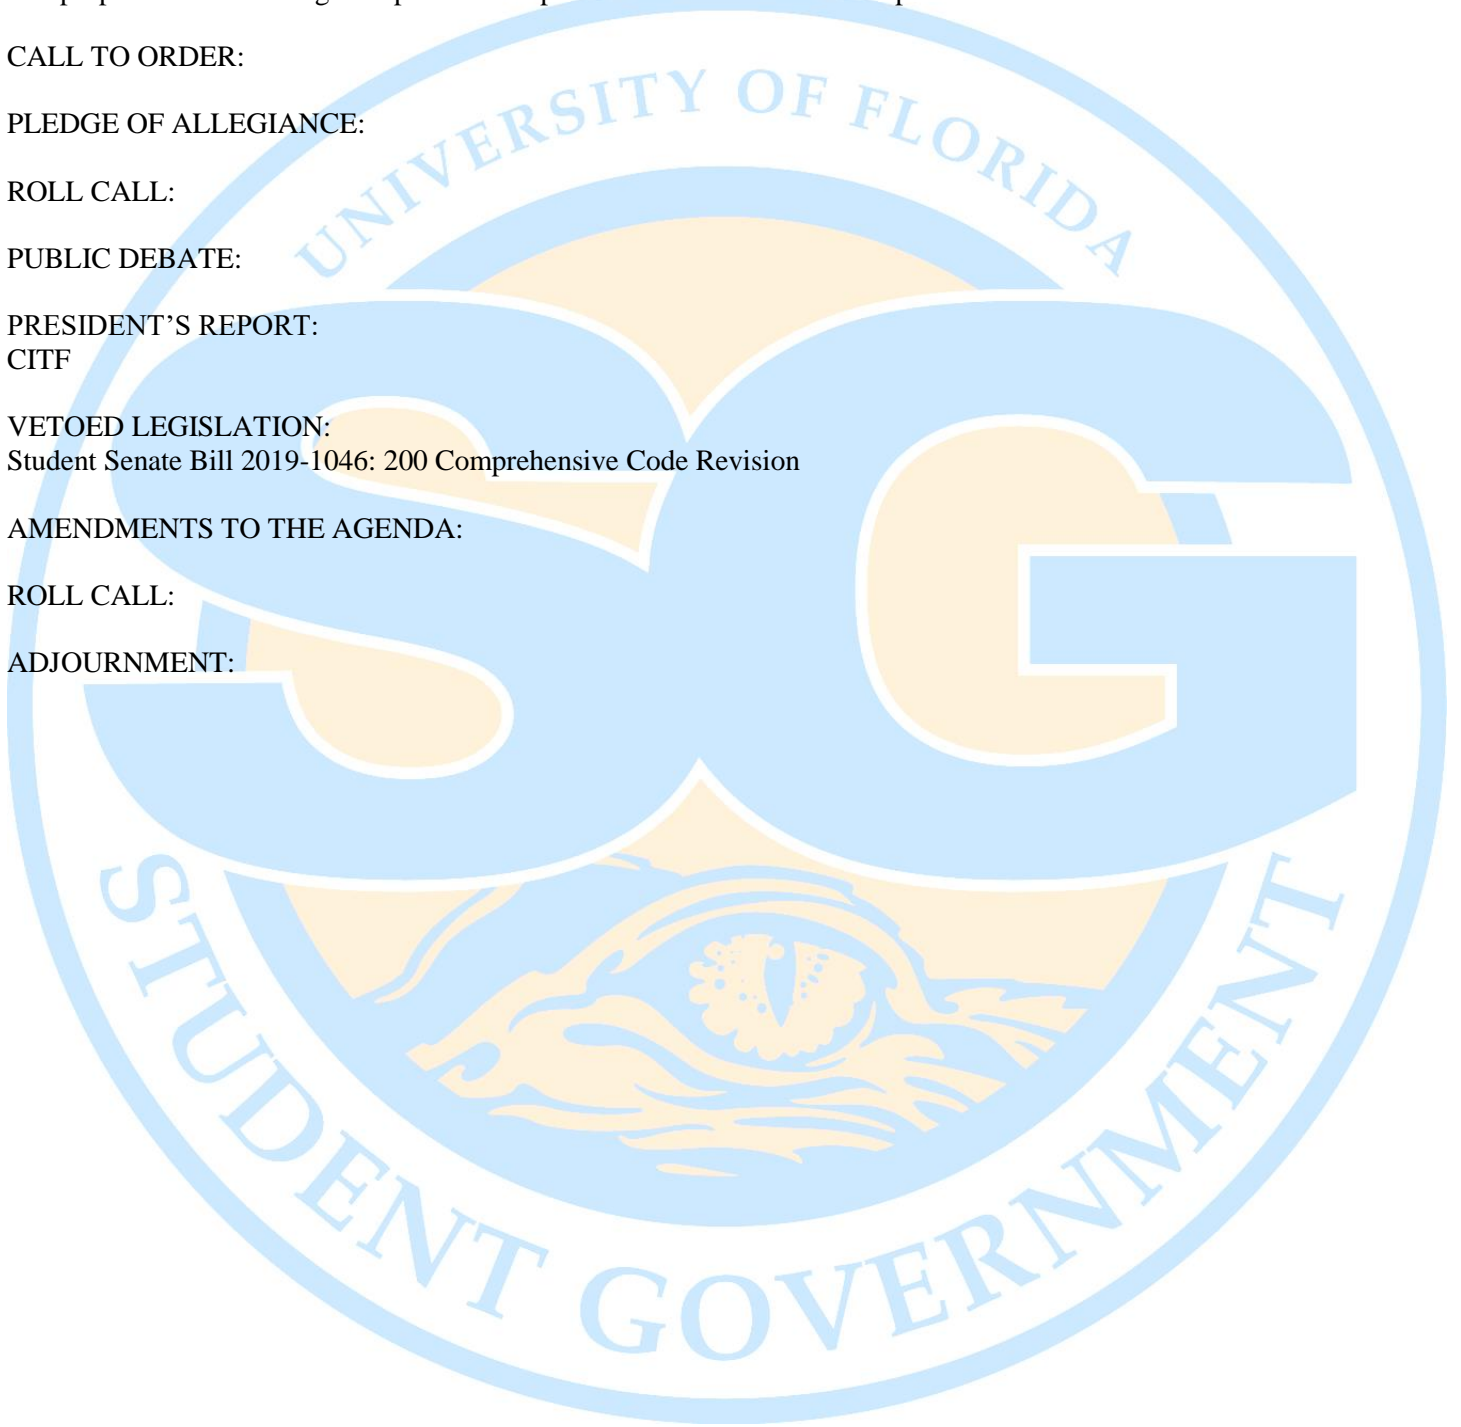 CALL TO ORDER:
PLEDGE OF ALLEGIANCE:
ROLL CALL:
PUBLIC DEBATE:
PRESIDENT'S REPORT:
CITF
VETOED LEGISLATION:
Student Senate Bill 2019-1046: 200 Comprehensive Code Revision
AMENDMENTS TO THE AGENDA:
ROLL CALL:
ADJOURNMENT:
UNIVERSITY OF FLORIDA
SG
STUDENT GOVERNMENT